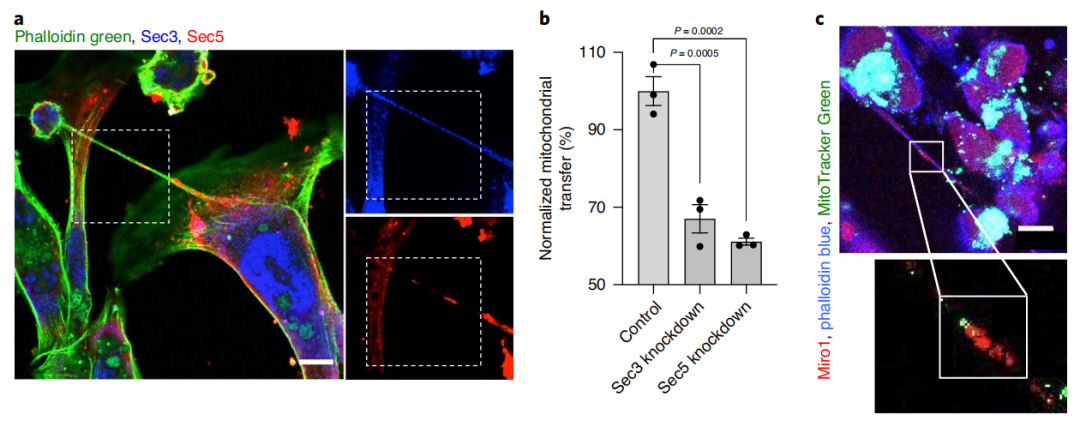 a
Phalloidin green, Sec3, Sec5
b
P = 0.0002
P = 0.0005
110
90
70
50
Normalized mitochondrial
transfer (%)
Control
Sec3 knockdown
Sec5 knockdown
c
Miro1, phalloidin blue, MitoTracker Green